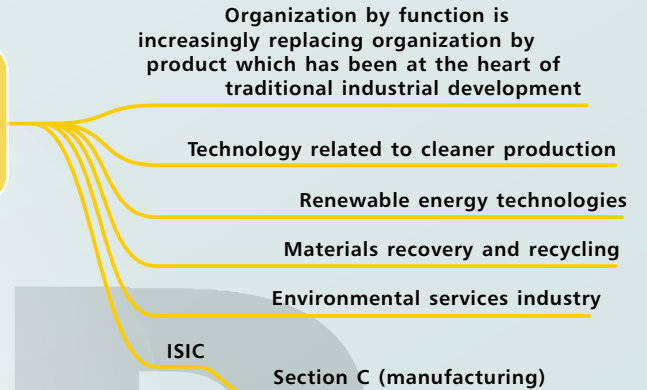 Organization by function is
increasingly replacing organization by
product which has been at the heart of
traditional industrial development
Technology related to cleaner production
Renewable energy technologies
Materials recovery and recycling
Environmental services industry
ISIC
Section C (manufacturing)